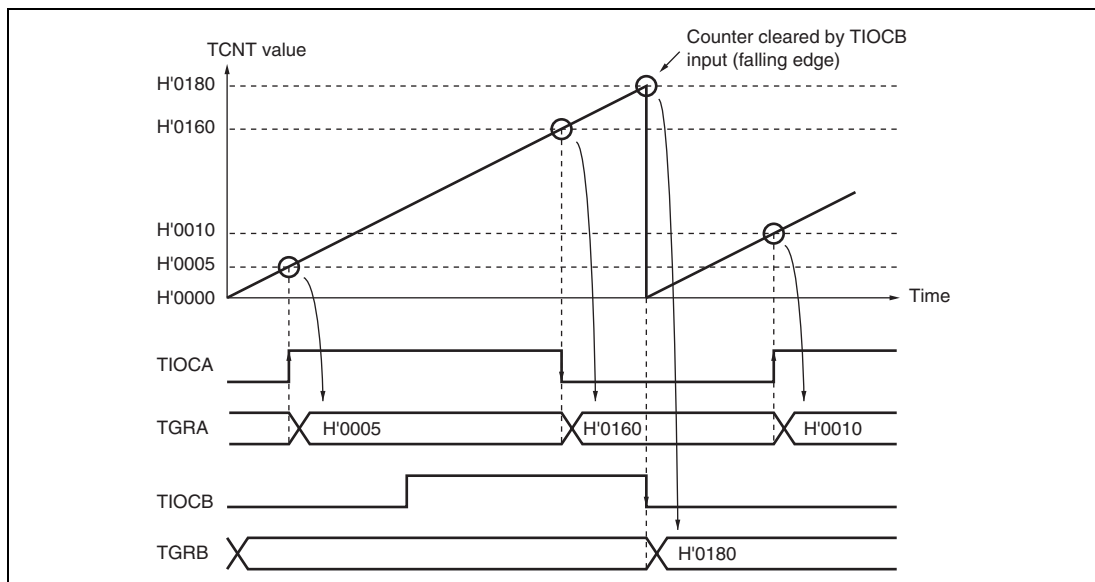 Counter cleared by TIOCB
input (falling edge)
TCNT value
H'0180
H'0160
H'0010
H'0005
H'0000
Time
TIOCA
TGRA
H'0005
H'0160
H'0010
TIOCB
TGRB
H'0180